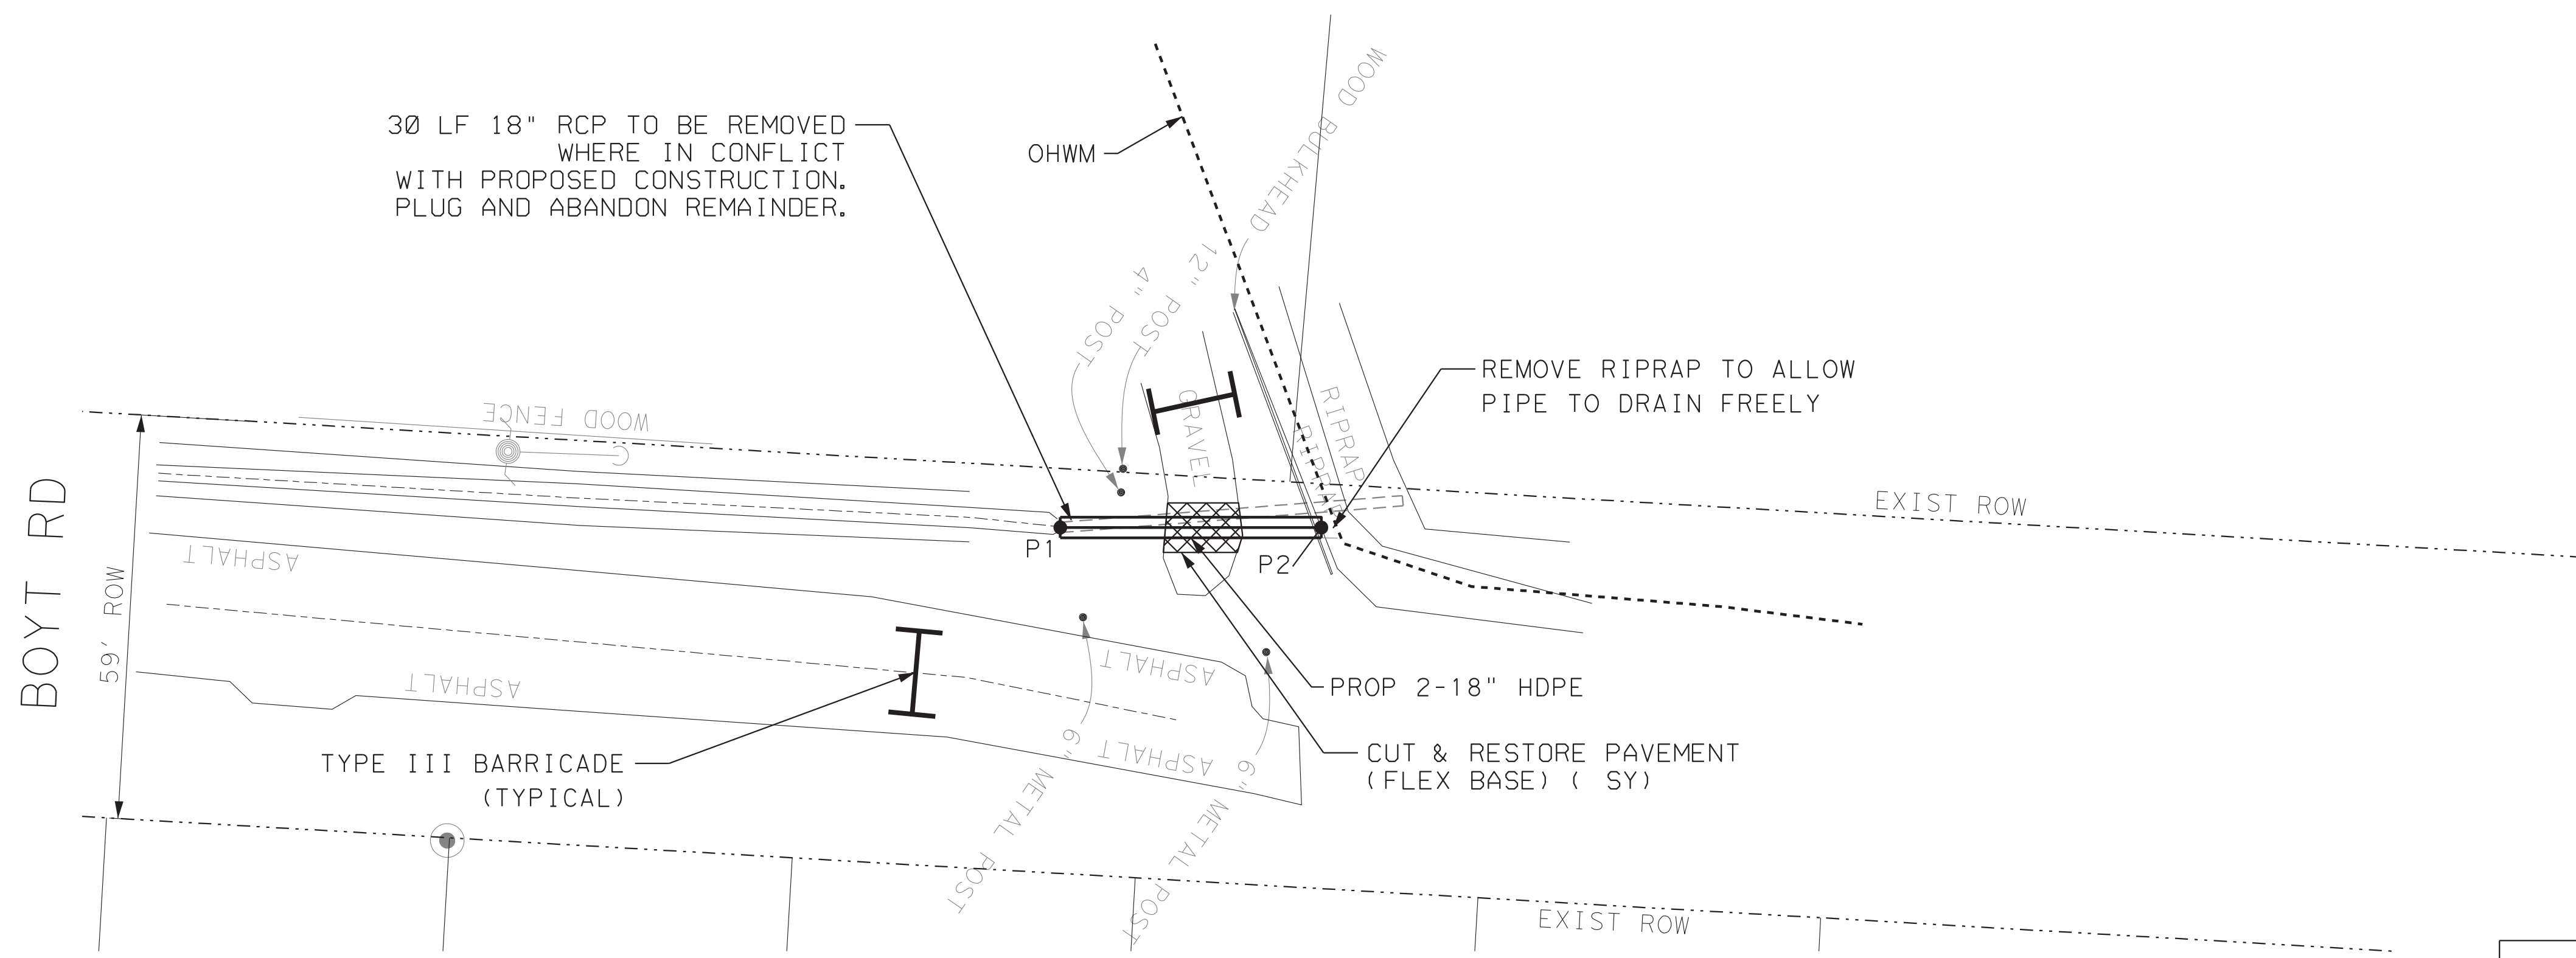 30 LF 18" RCP TO BE REMOVED
WHERE IN CONFLICT
WITH PROPOSED CONSTRUCTION.
PLUG AND ABANDON REMAINDER.
OHWM
WOOD BULKHEAD
12" POST
4" POST
REMOVE RIPRAP TO ALLOW
PIPE TO DRAIN FREELY
WOOD FENCE
GRAVEL
RIPRAP
RIPRAP
EXIST ROW
BOYT RD
59' ROW
P1
P2
ASPHALT
ASPHALT
ASPHALT
ASPHALT
PROP 2-18" HDPE
TYPE III BARRICADE
(TYPICAL)
CUT & RESTORE PAVEMENT
(FLEX BASE) ( SY)
6" METAL POST
6" METAL POST
EXIST ROW